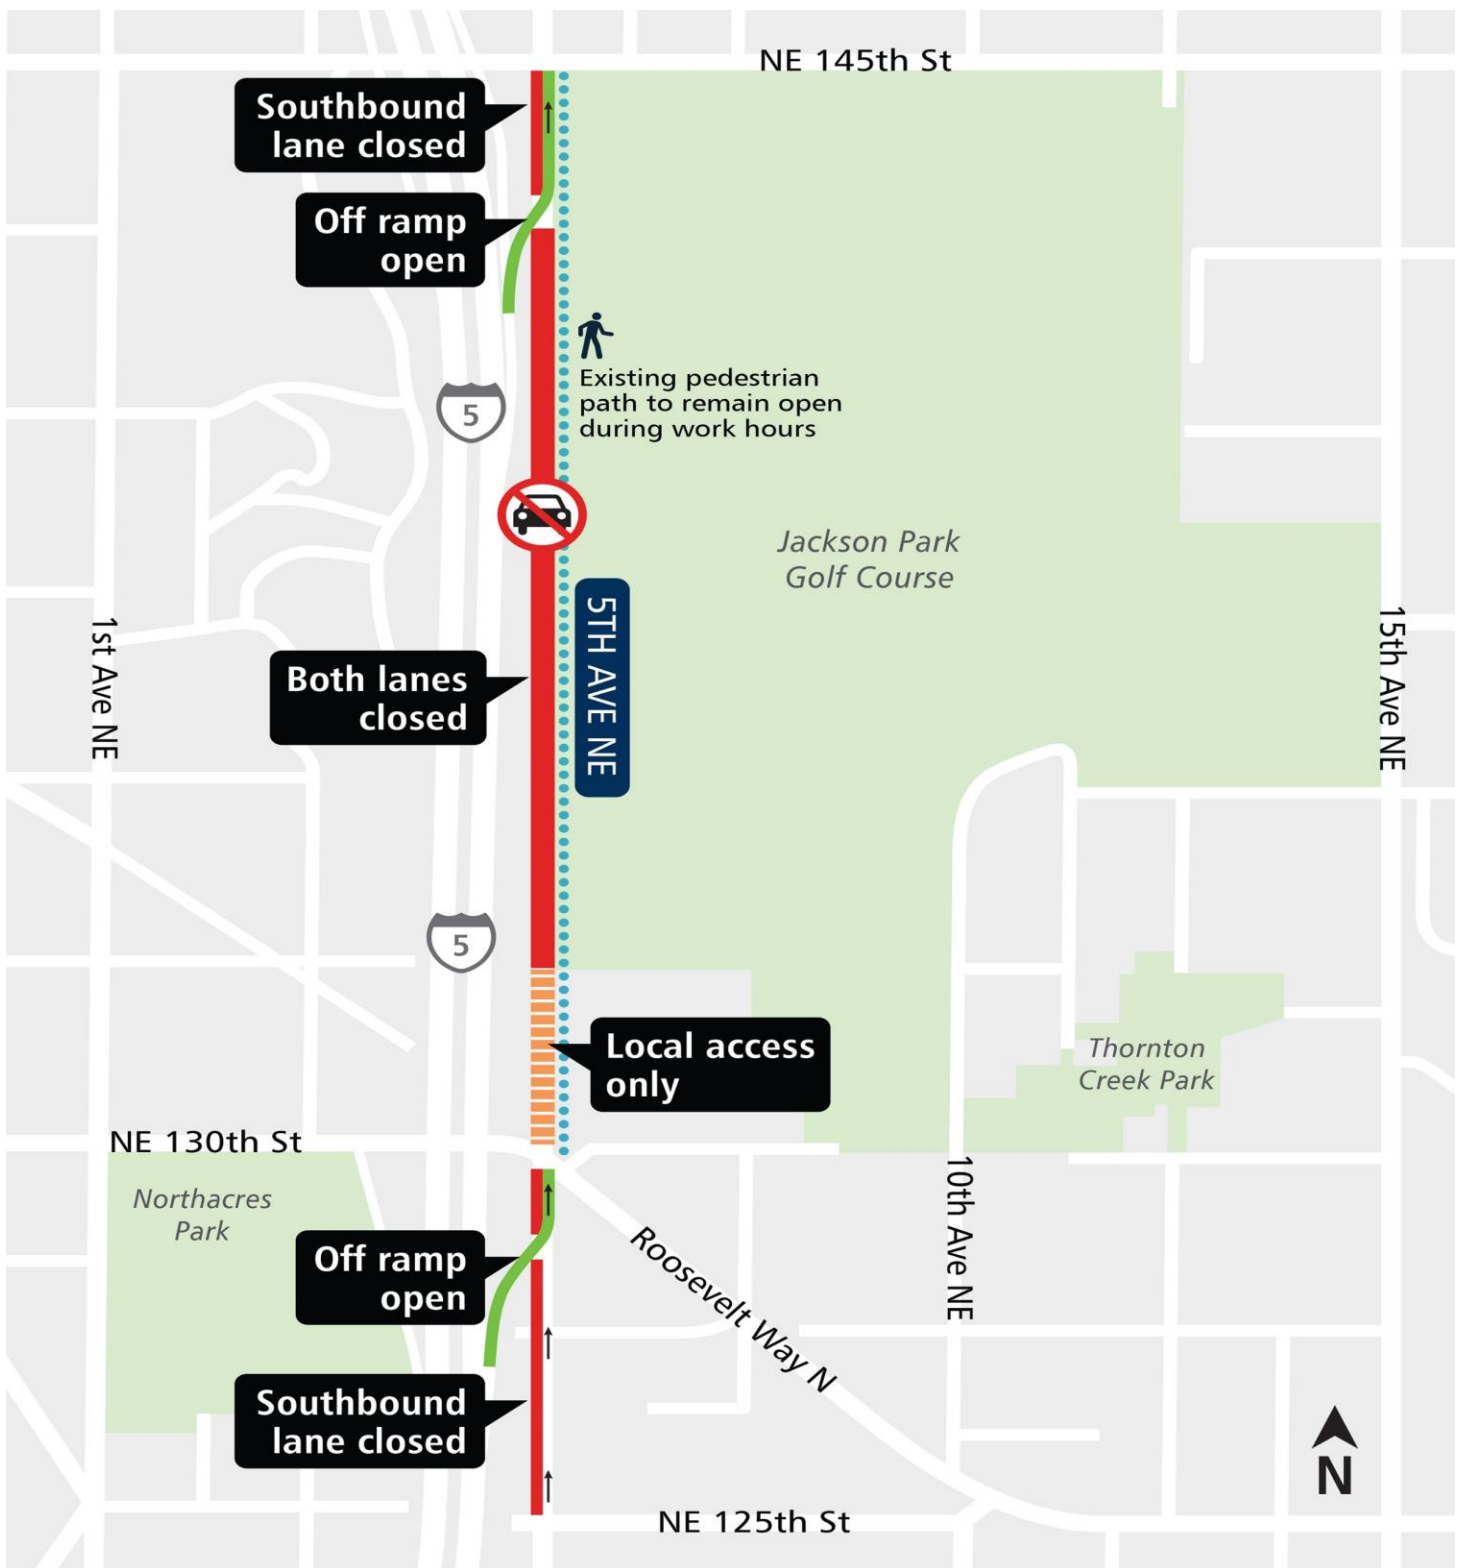 NE 145th St
Southbound
lane closed
Off ramp
open
Existing pedestrian
path to remain open
during work hours
5
Jackson Park
Golf Course
5TH AVE NE
1st Ave NE
15th Ave NE
Both lanes
closed
5
Local access
only
Thornton
Creek Park
NE 130th St
Northacres
Park
10th Ave NE
Off ramp
open
Roosevelt Way N
Southbound
lane closed
N
NE 125th St